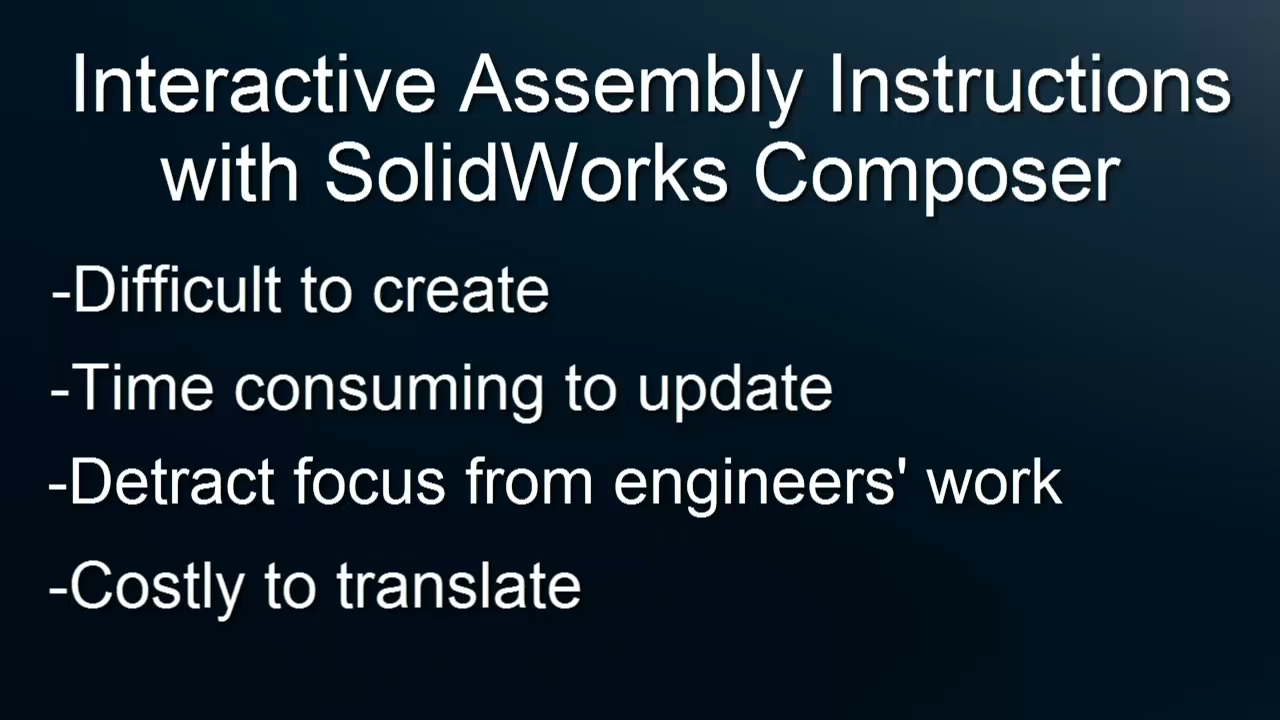 Interactive Assembly Instructions
with SolidWorks Composer
-Difficult to create
-Time consuming to update
-Detract focus from engineers' work
-Costly to translate